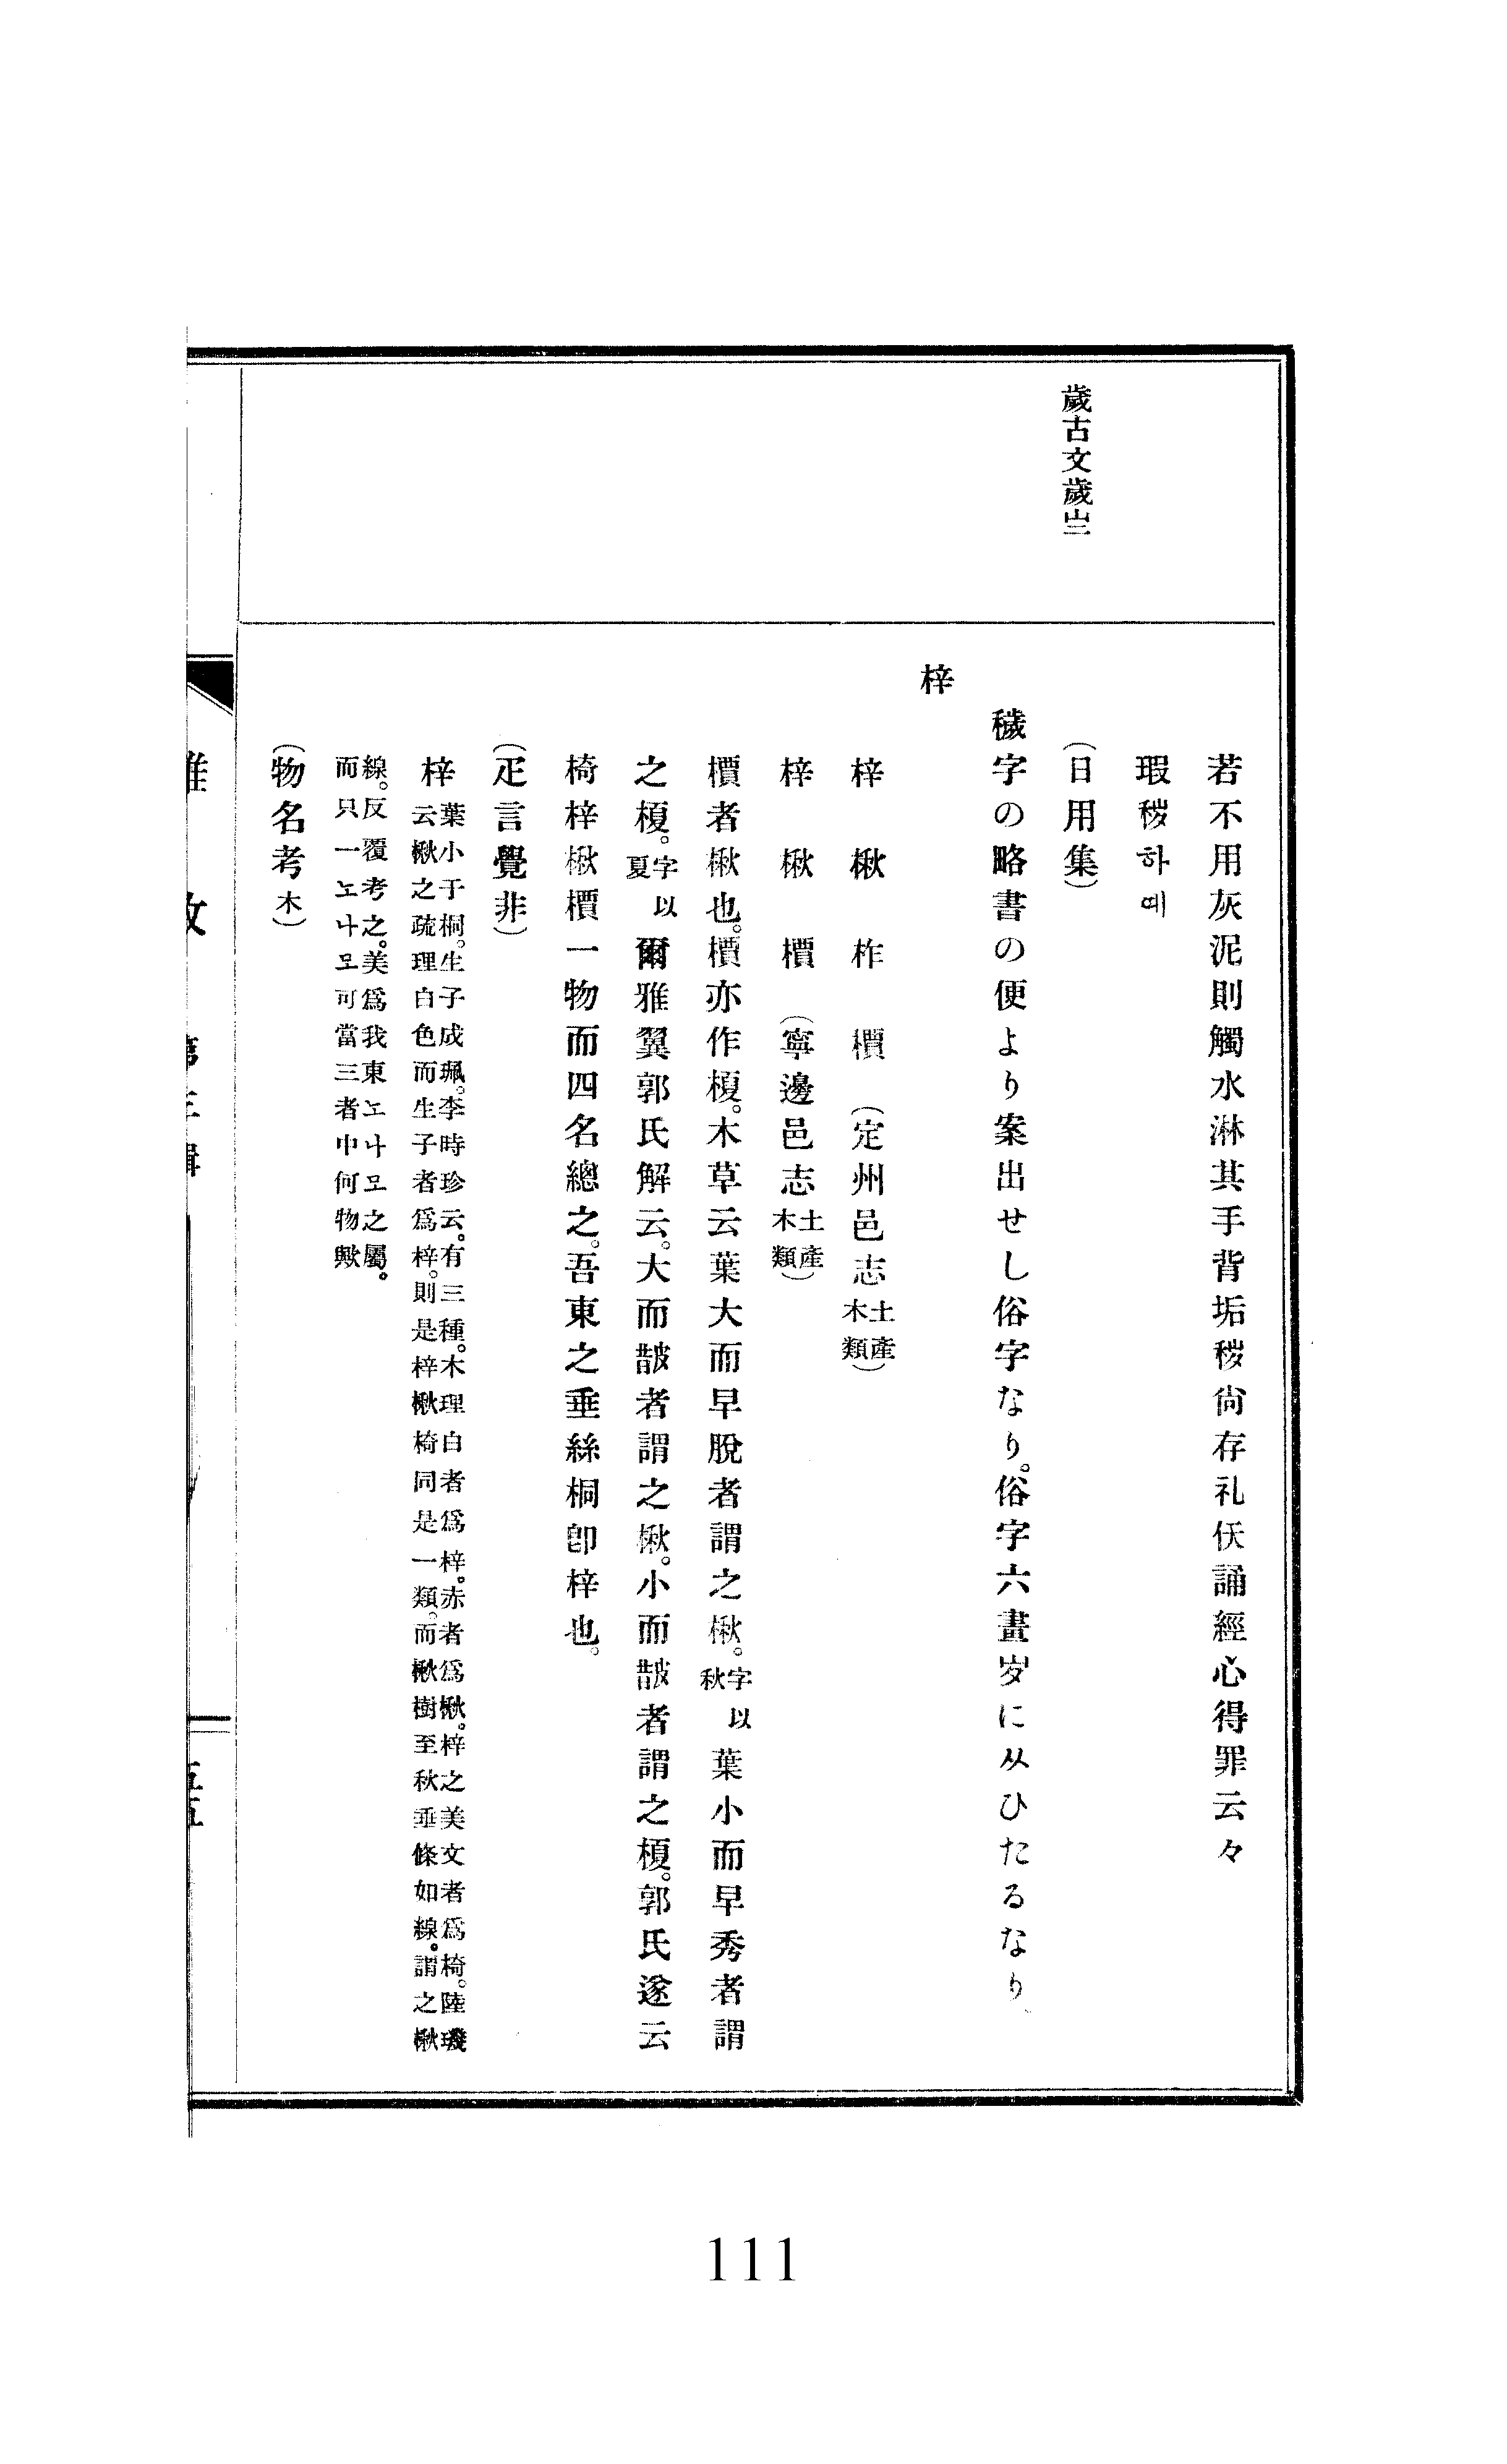 歲古文歲
若不用灰泥則觸水淋其手背垢秽尙存礼仸誦經心得罪云々
瑕秽하
（日用集）
穢字の略書の便より案出せし俗字なり。俗字六畫岁に从ひたるなり、
梓
梓　楸　柞　檟　（定州邑志土產木類）
梓　楸　檟　（寧邊邑志土產木類）
檟者楸也。檟亦作榎。木草云葉大而早脫者謂之楸。字以秋葉小而早秀者謂
之榎。字以夏爾雅翼郭氏解云。大而皵者謂之楸。小而皵者謂之榎。郭氏遂云
椅梓楸檟一物而四名總之。吾東之垂絲桐卽梓也。
（疋言覺非）
梓
葉小于桐。生子成珮。李時珍云。有三種。木理白者爲梓。赤者爲楸。梓之美文者爲椅。陸璣
云楸之疏理白色而生子者爲梓。則是梓楸椅同是一類。而楸樹至秋垂條如線。謂之楸
線。反覆考之。美爲我東노나모之屬。
而只一노나모可當三者中何物歟
（物名考木）
111